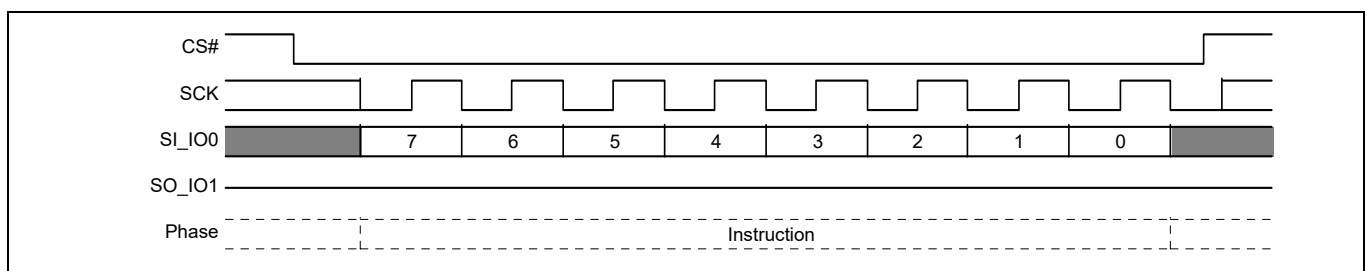 CS#
SCK
SI_IO0 7 6 5 4 3 2 1 0
SO_IO1
Phase Instruction